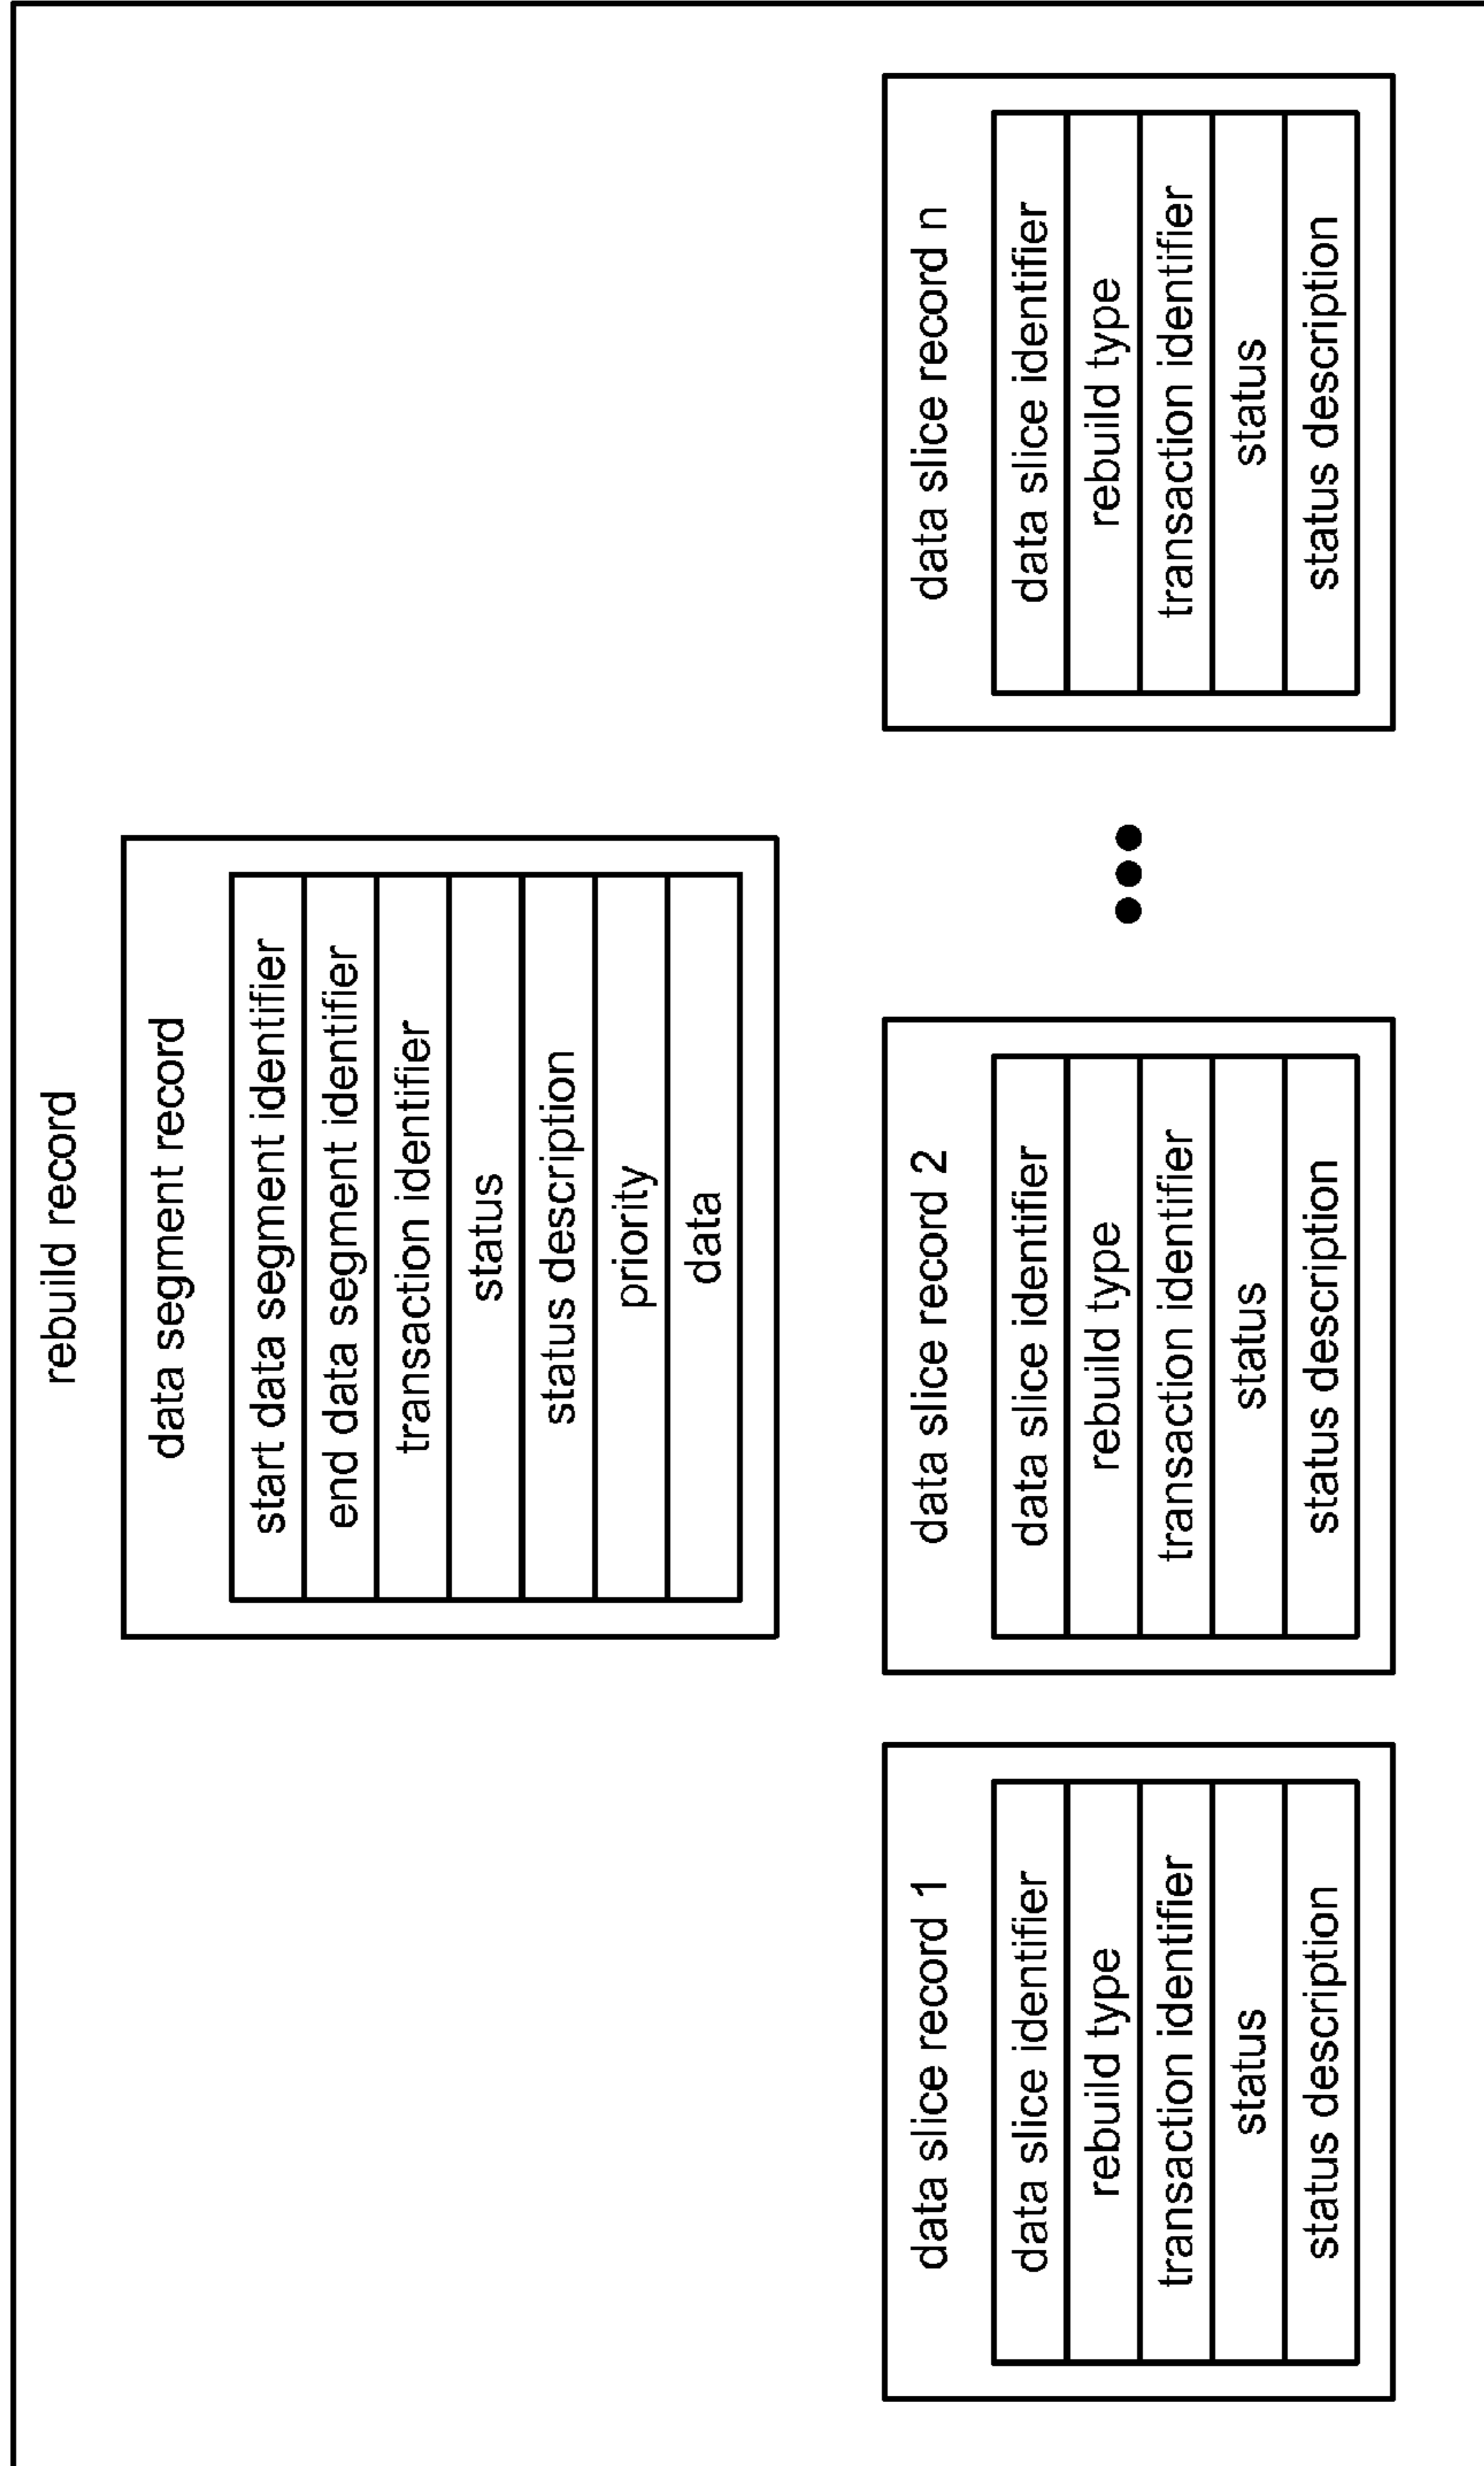 rebuild record
data segment record
start data segment identifier
end data segment identifier
transaction identifier
status
status description
priority
data
data slice record 1
data slice identifier
rebuild type
transaction identifier
status
status description
data slice record 2
data slice identifier
rebuild type
transaction identifier
status
status description
data slice record n
data slice identifier
rebuild type
transaction identifier
status
status description